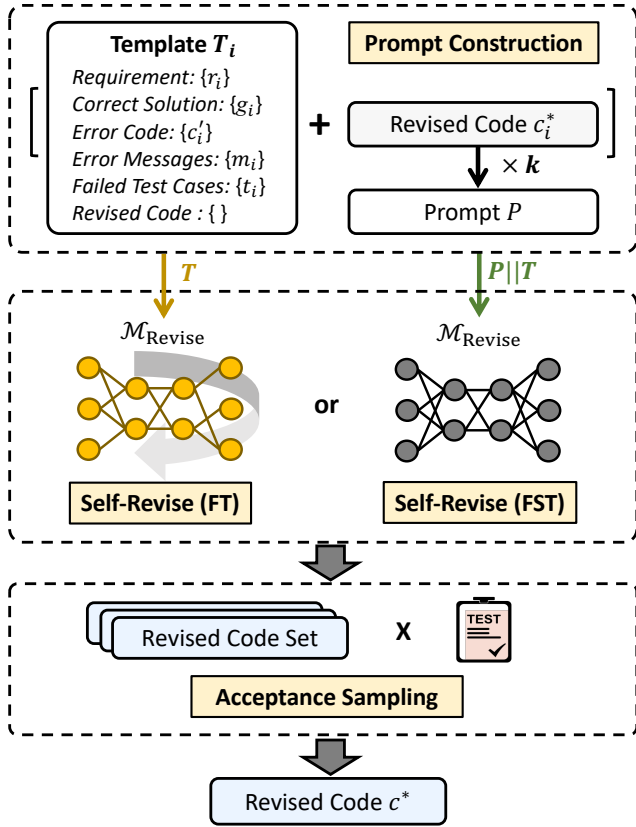 Template T_i
Requirement: {r_i}
Correct Solution: {g_i}
Error Code: {c'_i}
Error Messages: {m_i}
Failed Test Cases: {t_i}
Revised Code : { }
Prompt Construction
+
Revised Code c_i^*
× k
Prompt P
T
P||T
ℳ_Revise
ℳ_Revise
or
Self-Revise (FT)
Self-Revise (FST)
Revised Code Set
X
TEST
Acceptance Sampling
Revised Code c^*